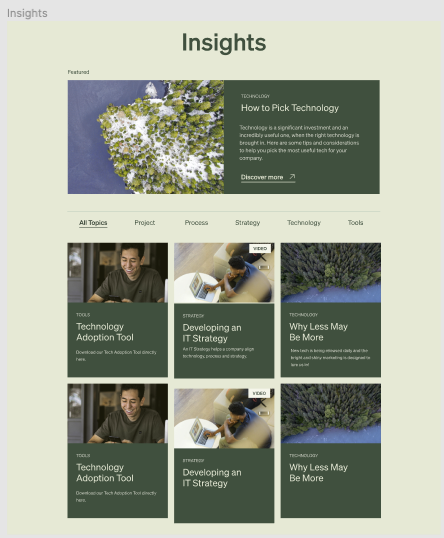 Insights
Insights
Featured
TECHNOLOGY
How to Pick Technology
Technology is a significant investment and an
incredibly useful one, when the right technology is
brought in. Here are some tips and considerations
to help you pick the most useful tech for your
company.
Discover more
All Topics
Project
Process
Strategy
Technology
Tools
VIDEO
TOOLS
Technology
Adoption Tool
Download our Tech Adoption Tool directly
here.
STRATEGY
Developing an
IT Strategy
An IT Strategy helps a company align
technology, process and strategy.
TECHNOLOGY
Why Less May
Be More
New tech is being released daily and the
bright and shiny marketing is designed to
lure us in!
VIDEO
TOOLS
Technology
Adoption Tool
Download our Tech Adoption Tool directly
here.
STRATEGY
Developing an
IT Strategy
TECHNOLOGY
Why Less May
Be More